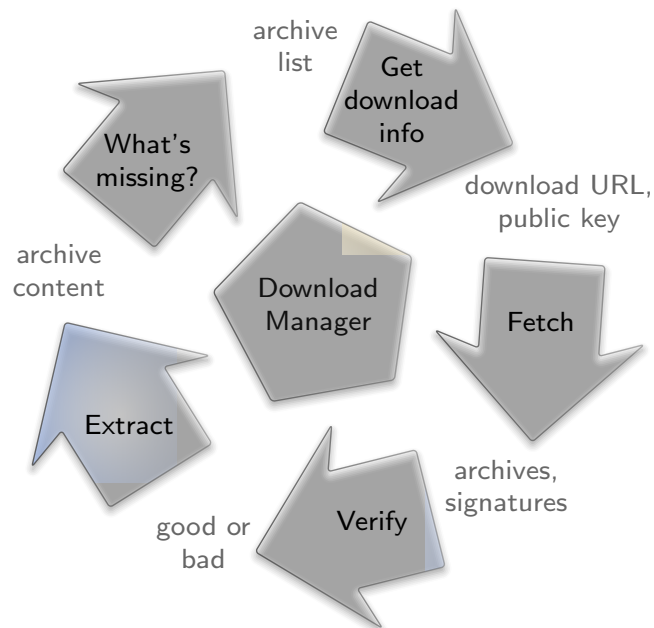 archive
list
Get
download
info
What's
missing?
download URL,
public key
archive
content
Download
Manager
Fetch
Extract
archives,
signatures
Verify
good or
bad